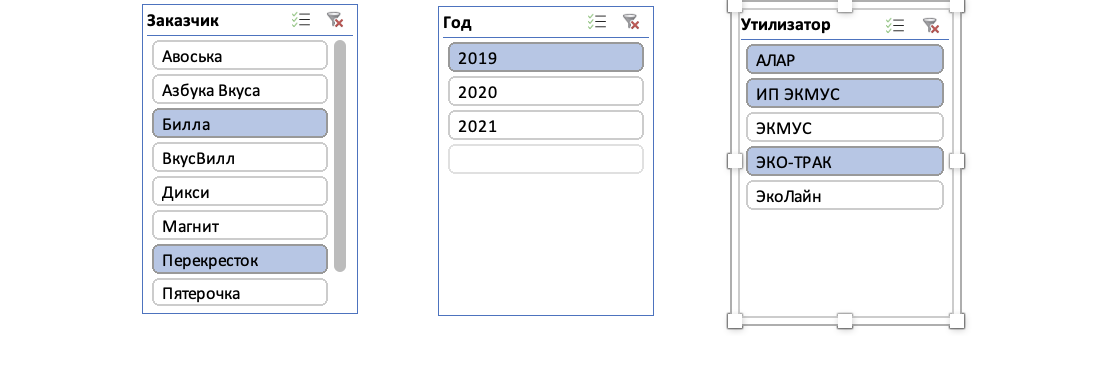 Заказчик
Авоська
Азбука Вкуса
Билла
ВкусВилл
Дикси
Магнит
Перекресток
Пятерочка
Год
2019
2020
2021
Утилизатор
АЛАР
ИП ЭКМУС
ЭКМУС
ЭКО-ТРАК
ЭкоЛайн